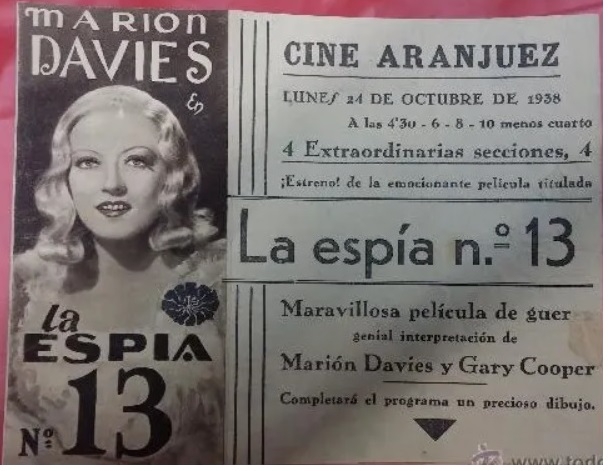 MARION
DAVIES
En
la
ESPIA
Nº 13
CINE ARANJUEZ
LUNES 24 DE OCTUBRE DE 1938
A las 4'30 - 6 - 8 - 10 menos cuarto
4 Extraordinarias secciones, 4
¡Estreno! de la emocionante película titulada
La espía n.º 13
Maravillosa película de guer
genial interpretación de
Marión Davies y Gary Cooper
Completará el programa un precioso dibujo.
www.todo